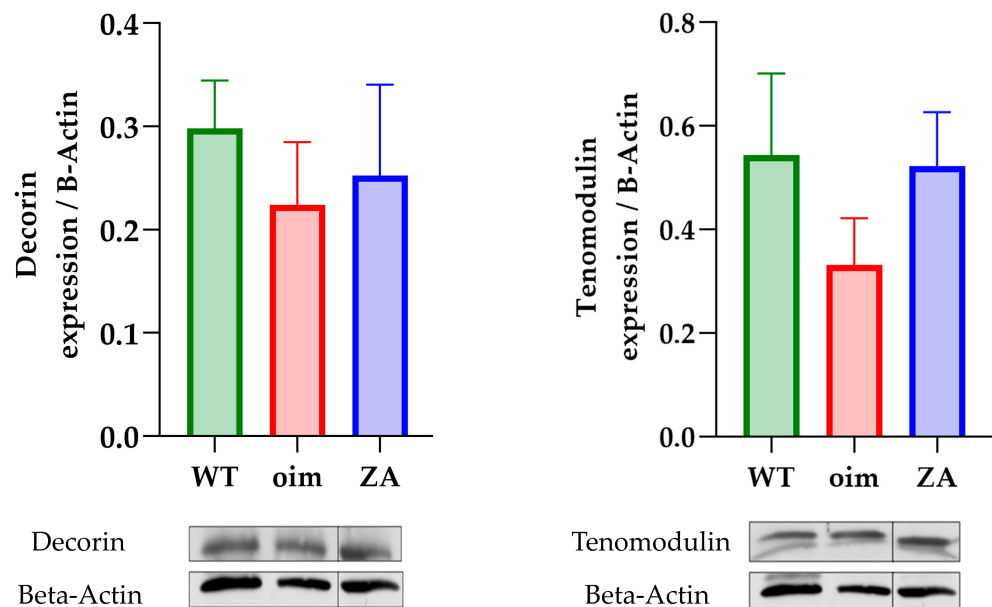 Decorin
expression / B-Actin
0.4
0.3
0.2
0.1
0.0
WT oim ZA
Decorin
Beta-Actin
Tenomodulin
expression / B-Actin
0.8
0.6
0.4
0.2
0.0
WT oim ZA
Tenomodulin
Beta-Actin